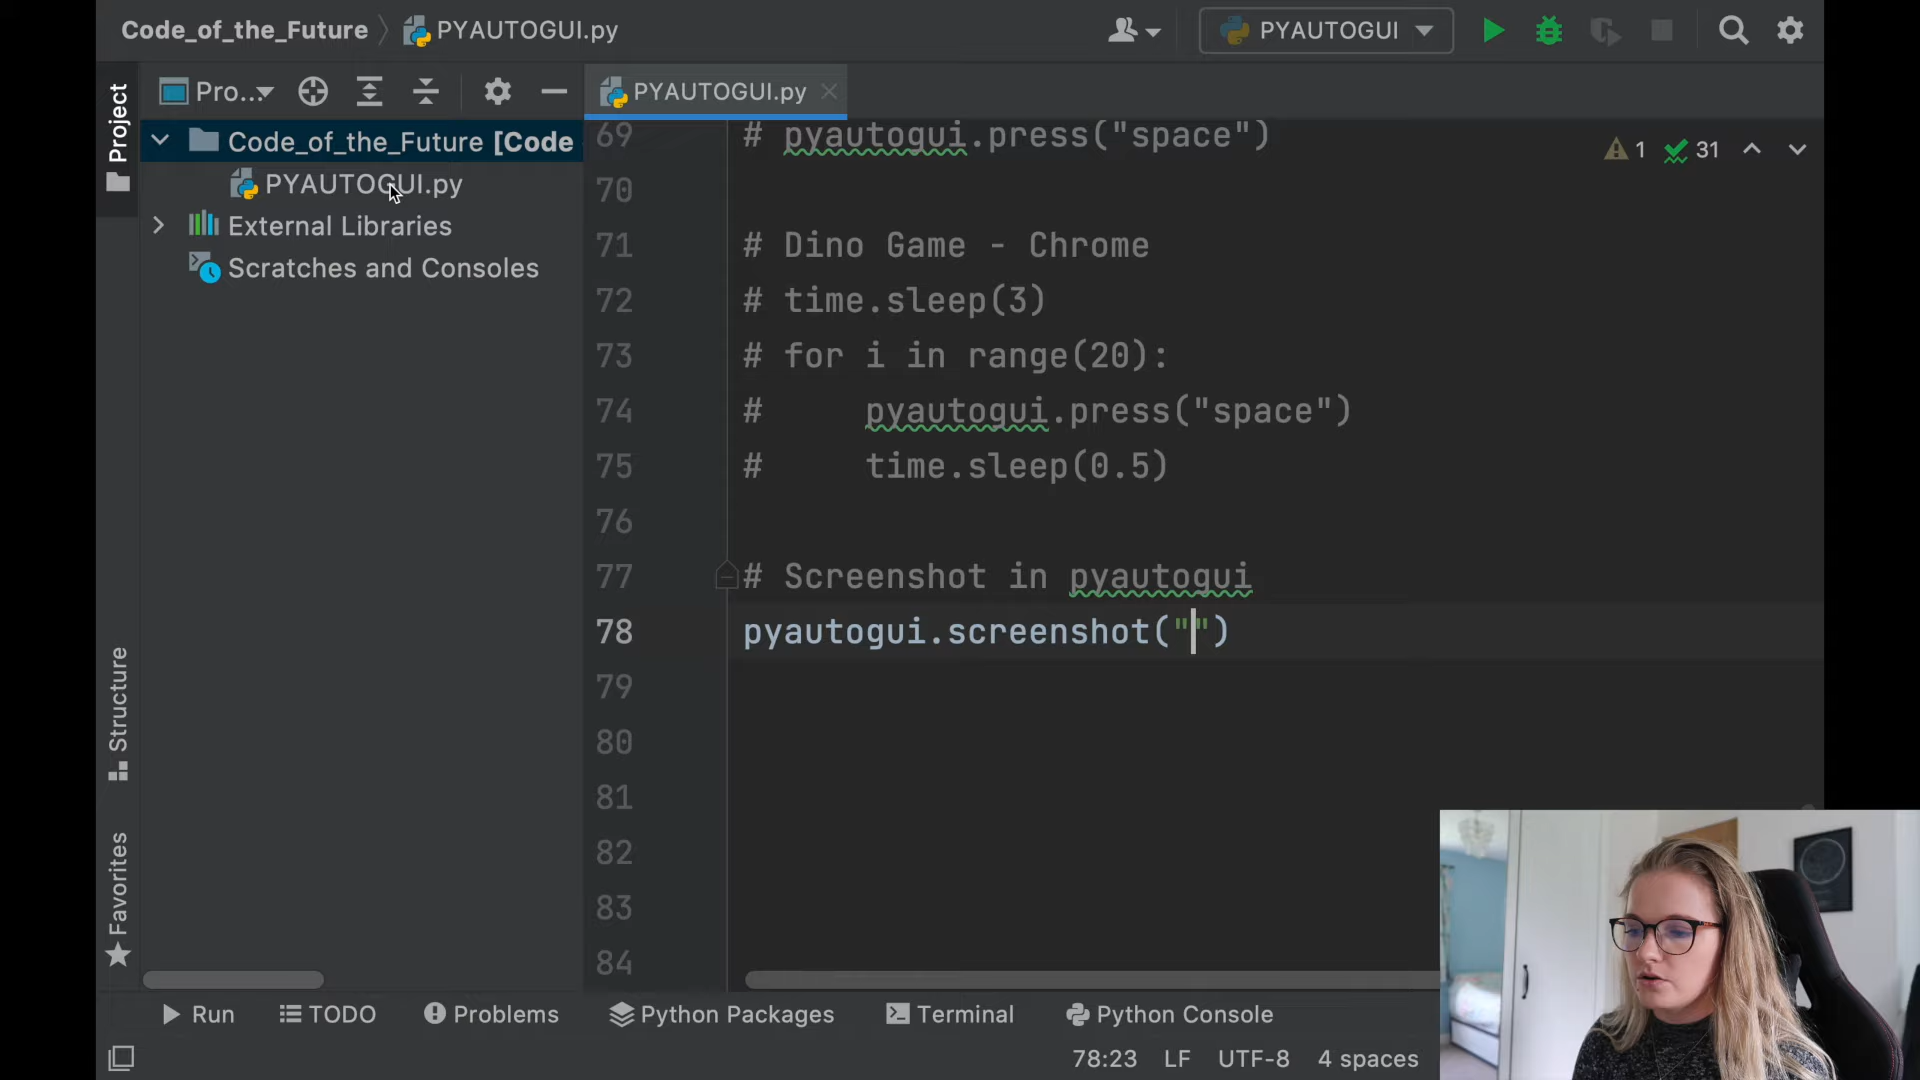 Code_of_the_Future
PYAUTOGUI.py
PYAUTOGUI
Project
Pro...
PYAUTOGUI.py
Code_of_the_Future [Code
PYAUTOGUI.py
External Libraries
Scratches and Consoles
69 # pyautogui.press("space")
1 31
70
71 # Dino Game - Chrome
72 # time.sleep(3)
73 # for i in range(20):
74 #     pyautogui.press("space")
75 #     time.sleep(0.5)
76
77 # Screenshot in pyautogui
78 pyautogui.screenshot("")
79
80
81
82
83
84
Structure
Favorites
Run
TODO
Problems
Python Packages
Terminal
Python Console
78:23 LF UTF-8 4 spaces